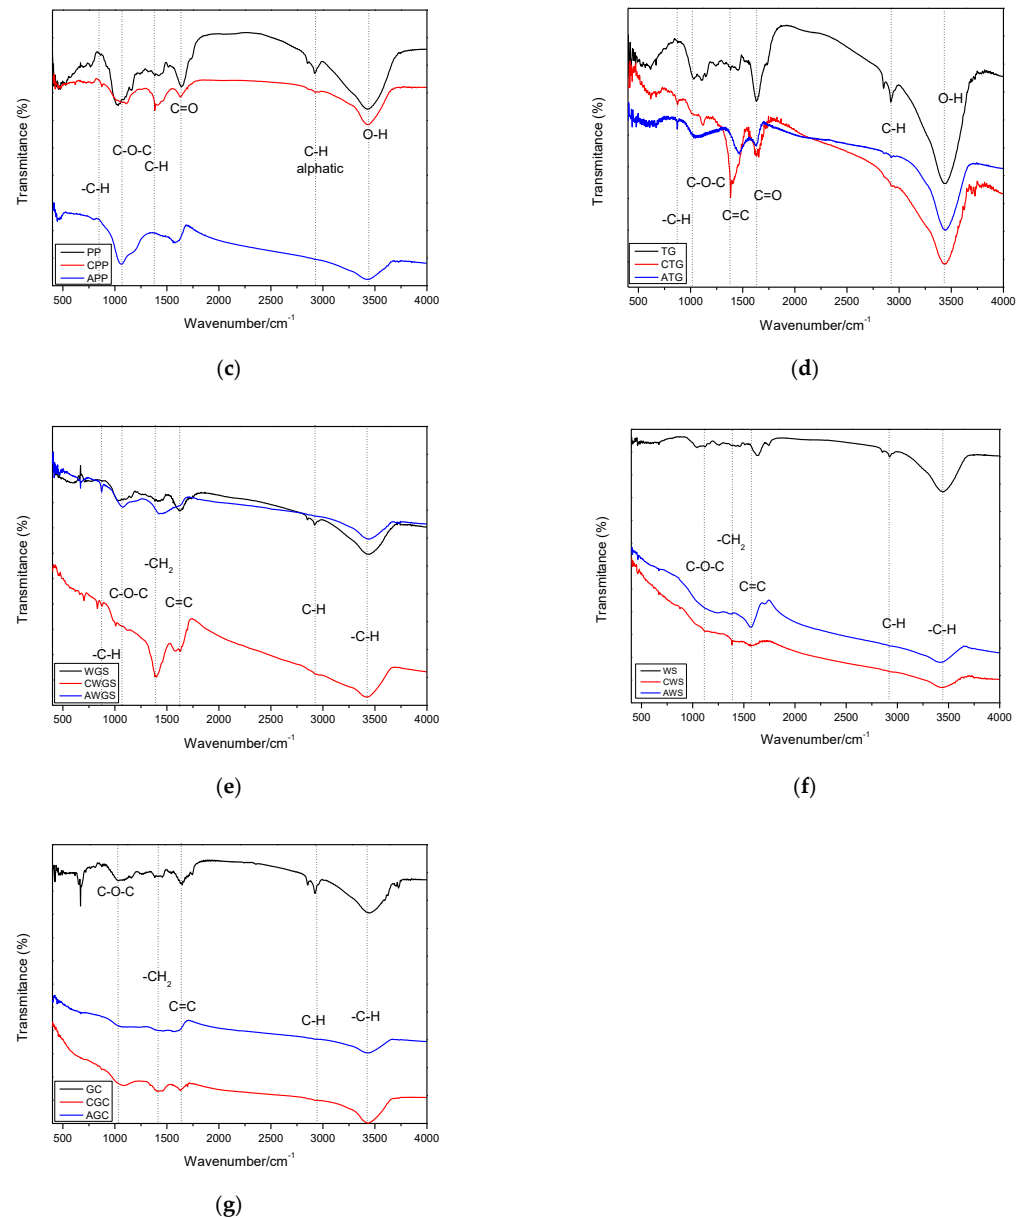 Transmitance (%)
C=O
O-H
C-O-C
C-H
C-H
alphatic
-C-H
PP
CPP
APP
500 1000 1500 2000 2500 3000 3500 4000
Wavenumber/cm-1
(c)
Transmitance (%)
O-H
C-H
C-O-C
C=O
-C-H
C=C
TG
CTG
ATG
500 1000 1500 2000 2500 3000 3500 4000
Wavenumber/cm-1
(d)
Transmitance (%)
-CH2
C-O-C
C=C
C-H
-C-H
-C-H
WGS
CWGS
AWGS
500 1000 1500 2000 2500 3000 3500 4000
Wavenumber/cm-1
(e)
Transmitance (%)
-CH2
C-O-C
C=C
C-H
-C-H
WS
CWS
AWS
500 1000 1500 2000 2500 3000 3500 4000
Wavenumber/cm-1
(f)
Transmitance (%)
C-O-C
-CH2
C=C
C-H
-C-H
GC
CGC
AGC
500 1000 1500 2000 2500 3000 3500 4000
Wavenumber/cm-1
(g)